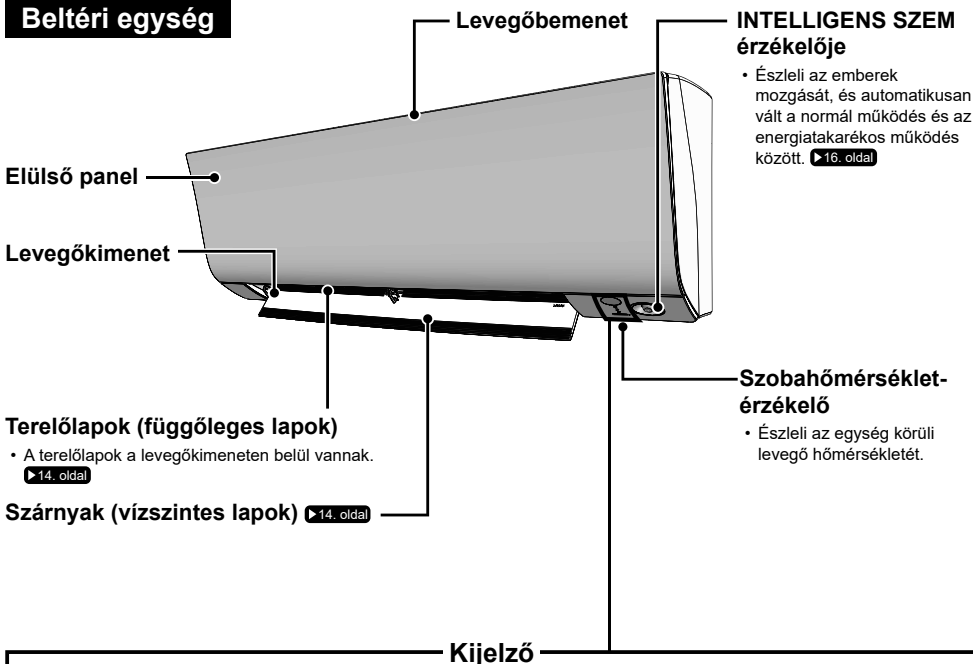 Beltéri egység
Levegőbemenet
INTELLIGENS SZEM
érzékelője
• Észleli az emberek
mozgását, és automatikusan
vált a normál működés és az
energiatakarékos működés
között. ▶16. oldal
Elülső panel
Levegőkimenet
Szobahőmérséklet-
érzékelő
• Észleli az egység körüli
levegő hőmérsékletét.
Terelőlapok (függőleges lapok)
• A terelőlapok a levegőkimeneten belül vannak.
▶14. oldal
Szárnyak (vízszintes lapok) ▶14. oldal
Kijelző